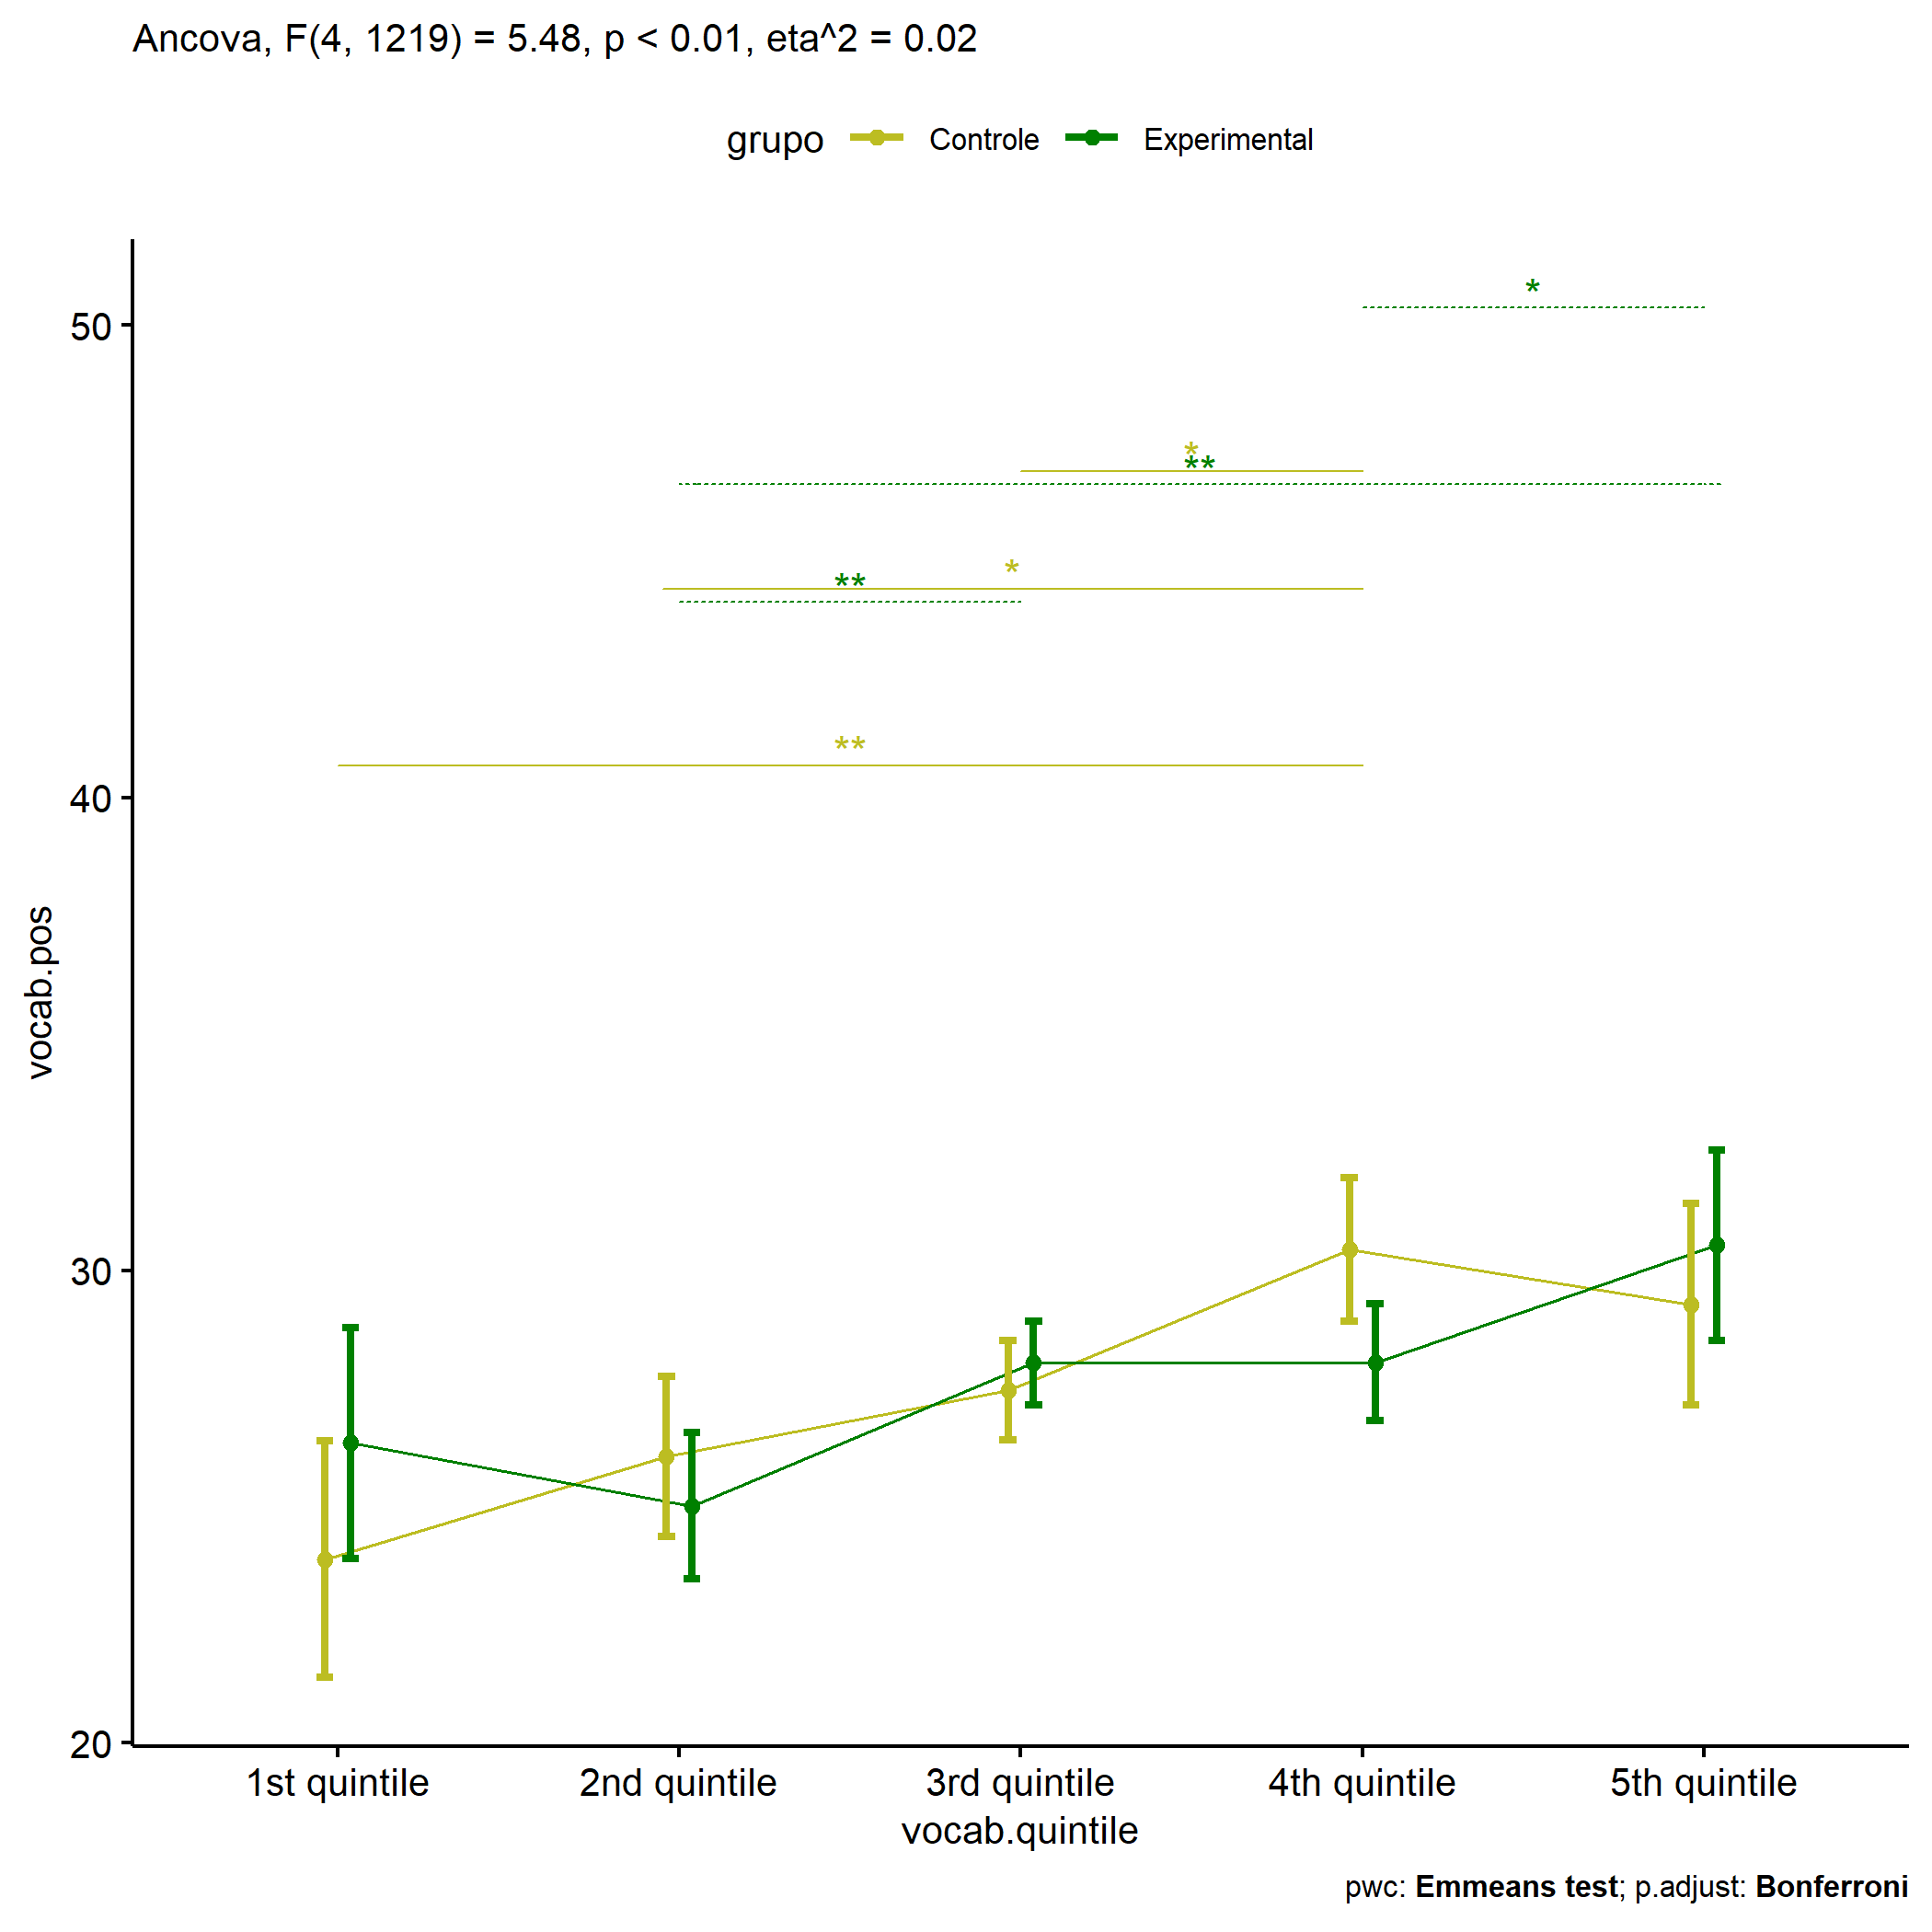 Ancova, F(4, 1219) = 5.48, p < 0.01, eta^2 = 0.02
grupo Controle Experimental
*
50
*
**
*
**
**
40
vocab.pos
30
20
1st quintile 2nd quintile 3rd quintile 4th quintile 5th quintile
vocab.quintile
pwc: Emmeans test; p.adjust: Bonferroni